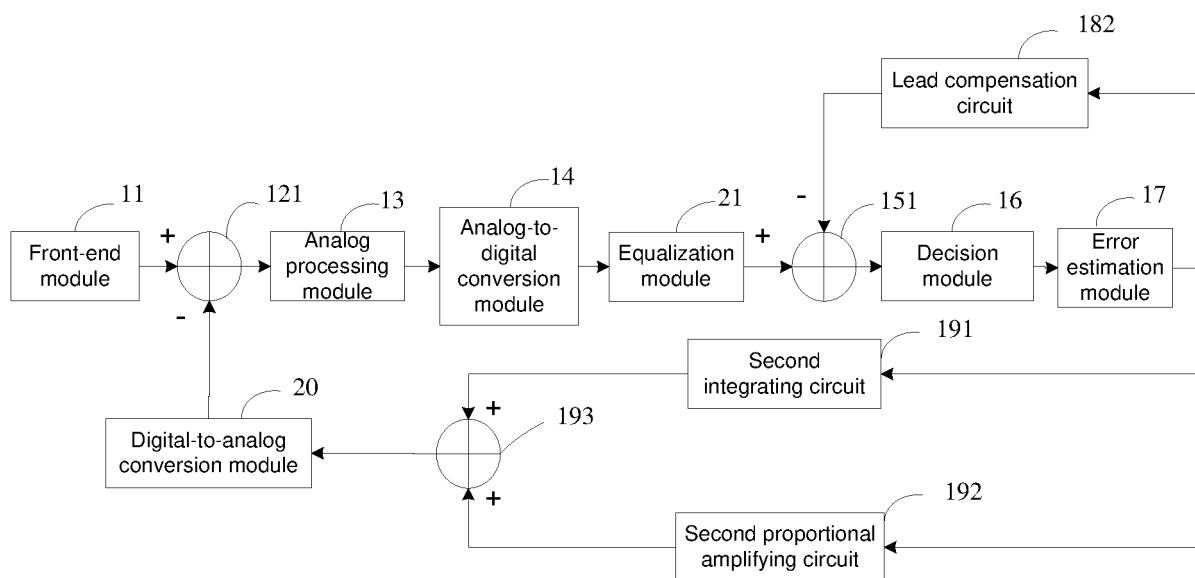 182
Lead compensation
circuit
-
11
121
13
14
21
151
16
17
Front-end
module
+
-
Analog
processing
module
Analog-to-
digital
conversion
module
Equalization
module
+
Decision
module
Error
estimation
module
191
Second
integrating circuit
20
Digital-to-analog
conversion module
+
193
+
192
Second proportional
amplifying circuit